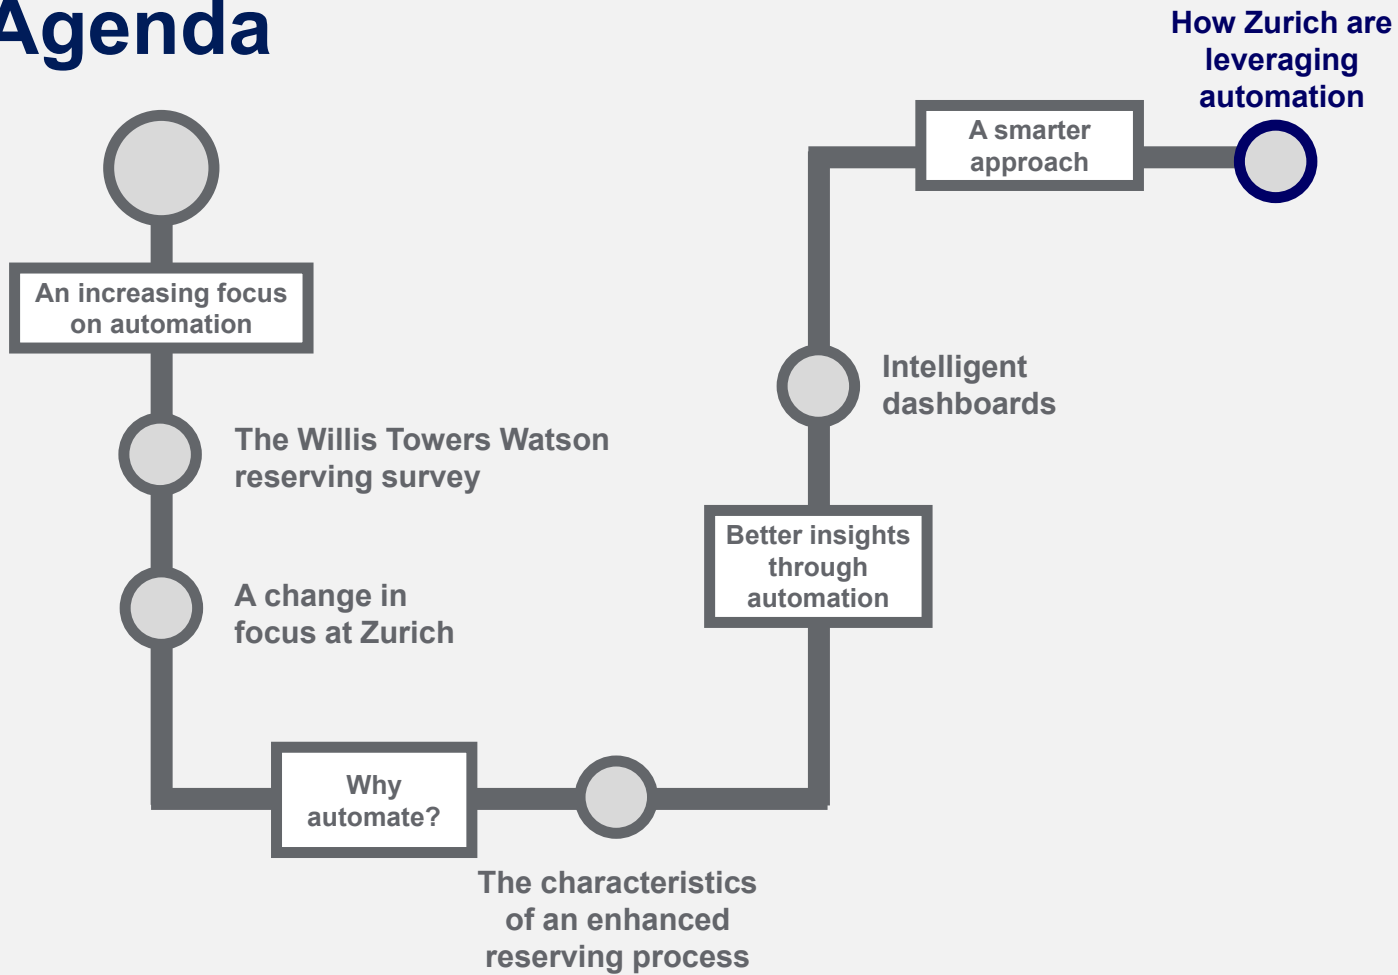 Agenda
An increasing focus
on automation
The Willis Towers Watson
reserving survey
A change in
focus at Zurich
Why
automate?
The characteristics
of an enhanced
reserving process
Better insights
through
automation
Intelligent
dashboards
A smarter
approach
How Zurich are
leveraging
automation